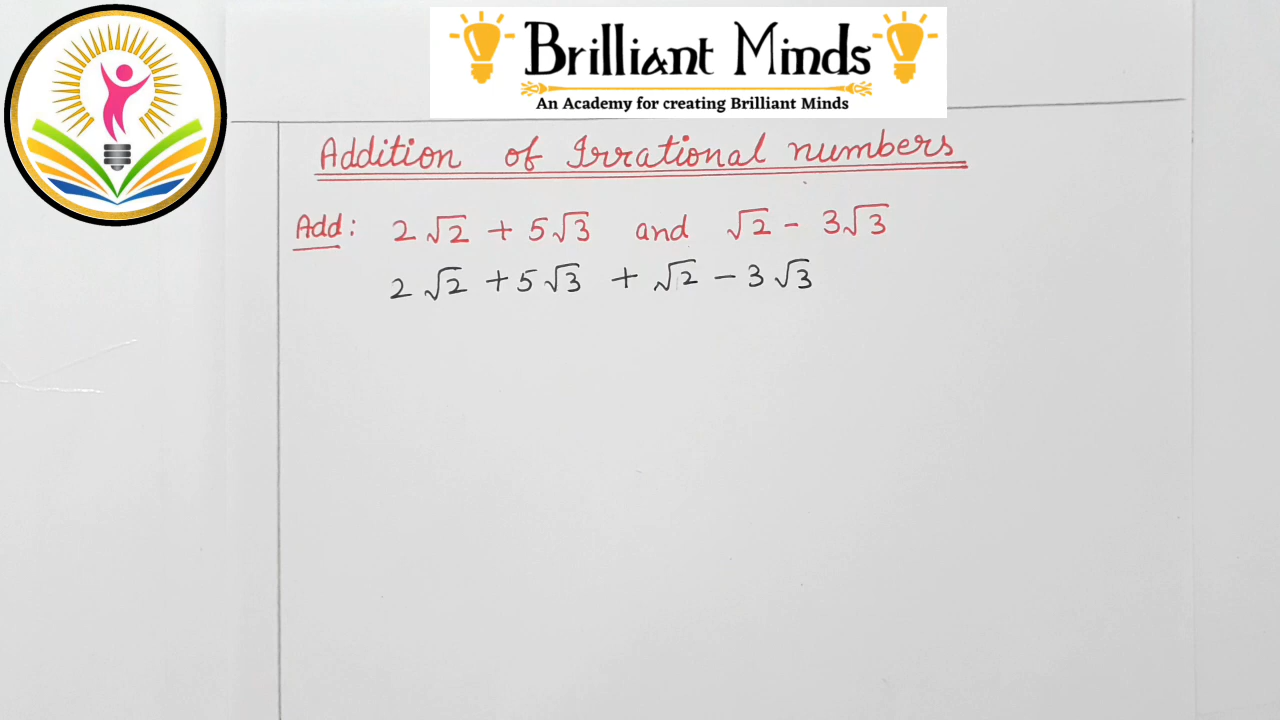 Brilliant Minds
An Academy for creating Brilliant Minds
Addition of Irrational numbers
Add: 2√2 + 5√3 and √2 - 3√3
2√2 + 5√3 + √2 - 3√3